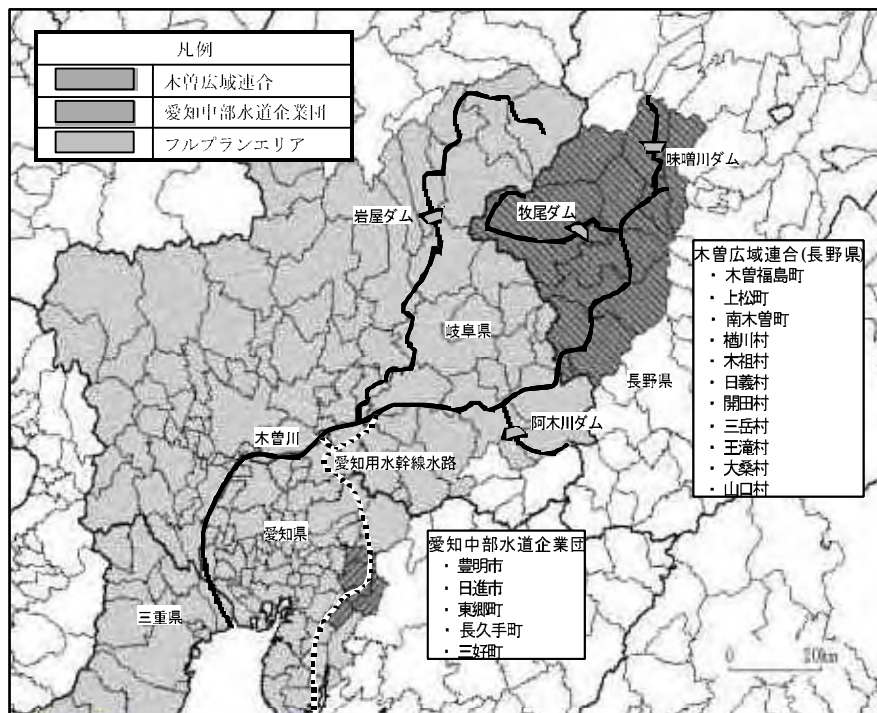 凡例
木曽広域連合
愛知中部水道企業団
フルプランエリア
味噌川ダム
岩屋ダム
牧尾ダム
木曽広域連合(長野県)
・ 木曽福島町
・ 上松町
・ 南木曽町
・ 楢川村
・ 木祖村
・ 日義村
・ 開田村
・ 三岳村
・ 王滝村
・ 大桑村
・ 山口村
岐阜県
長野県
阿木川ダム
木曽川
愛知用水幹線水路
愛知県
愛知中部水道企業団
・ 豊明市
・ 日進市
・ 東郷町
・ 長久手町
・ 三好町
三重県
0 20km